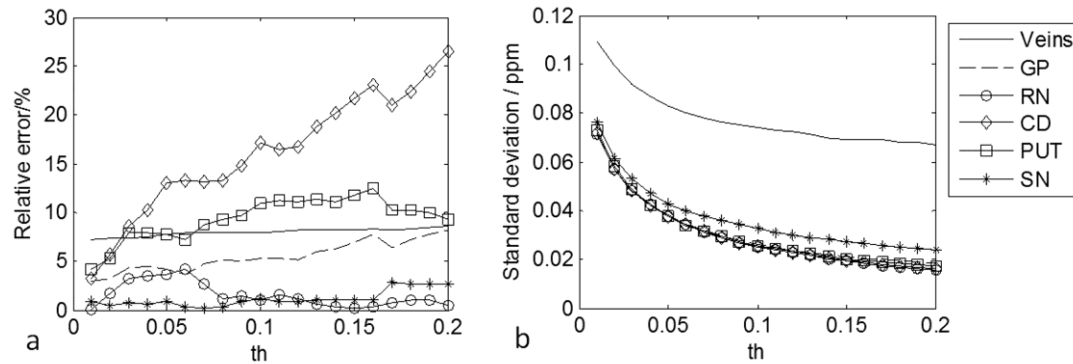 30
25
20
15
10
5
0
Relative error/%
0 0.05 0.1 0.15 0.2
th
a
0.12
0.1
0.08
0.06
0.04
0.02
0
Standard deviation / ppm
0 0.05 0.1 0.15 0.2
th
b
Veins
GP
RN
CD
PUT
SN